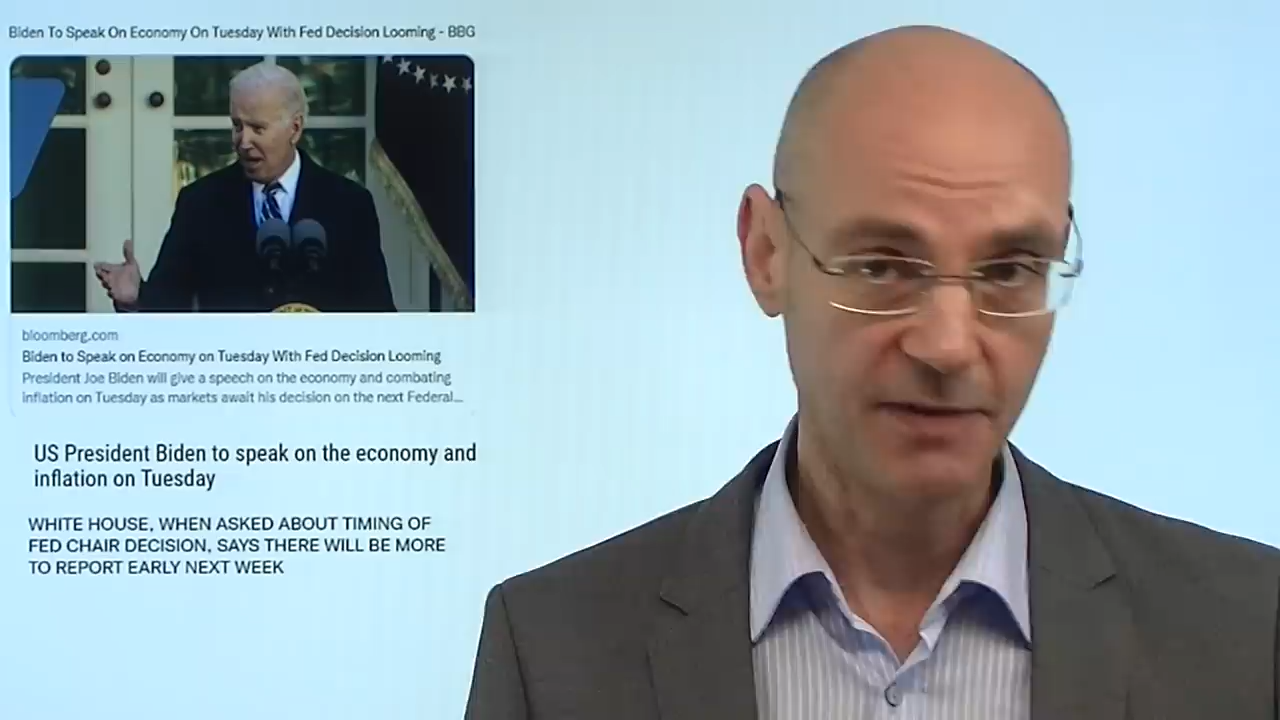 Biden To Speak On Economy On Tuesday With Fed Decision Looming - BBG
bloomberg.com
Biden to Speak on Economy on Tuesday With Fed Decision Looming
President Joe Biden will give a speech on the economy and combating
inflation on Tuesday as markets await his decision on the next Federal...
US President Biden to speak on the economy and
inflation on Tuesday
WHITE HOUSE, WHEN ASKED ABOUT TIMING OF
FED CHAIR DECISION, SAYS THERE WILL BE MORE
TO REPORT EARLY NEXT WEEK